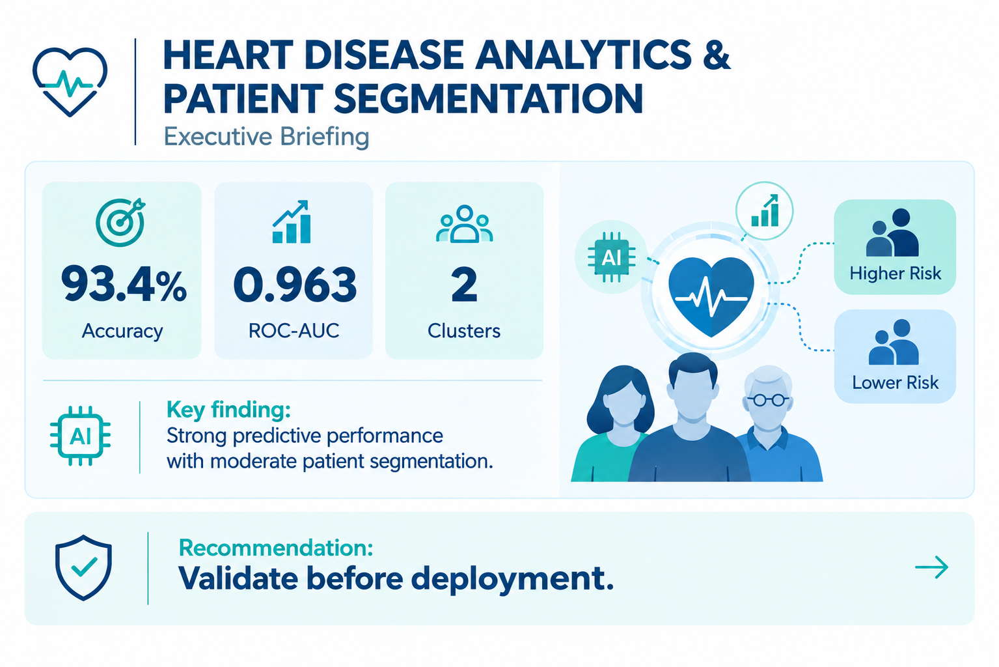 HEART DISEASE ANALYTICS &
PATIENT SEGMENTATION
Executive Briefing
93.4%
Accuracy
0.963
ROC-AUC
2
Clusters
AI
Key finding:
Strong predictive performance
with moderate patient segmentation.
AI
Higher Risk
Lower Risk
Recommendation:
Validate before deployment.